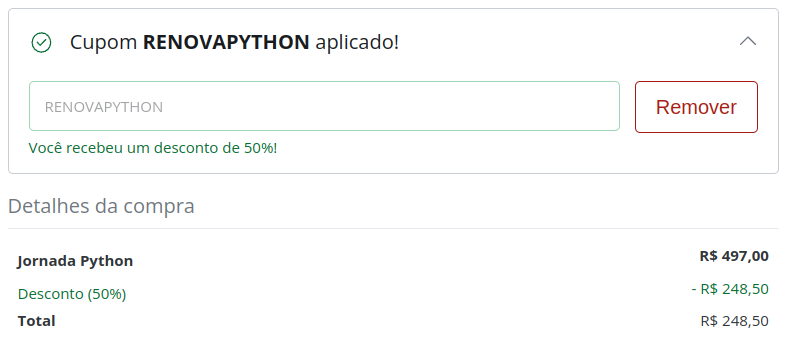 Cupom RENOVAPYTHON aplicado!
RENOVAPYTHON
Remover
Você recebeu um desconto de 50%!
Detalhes da compra
Jornada Python R$ 497,00
Desconto (50%) - R$ 248,50
Total R$ 248,50